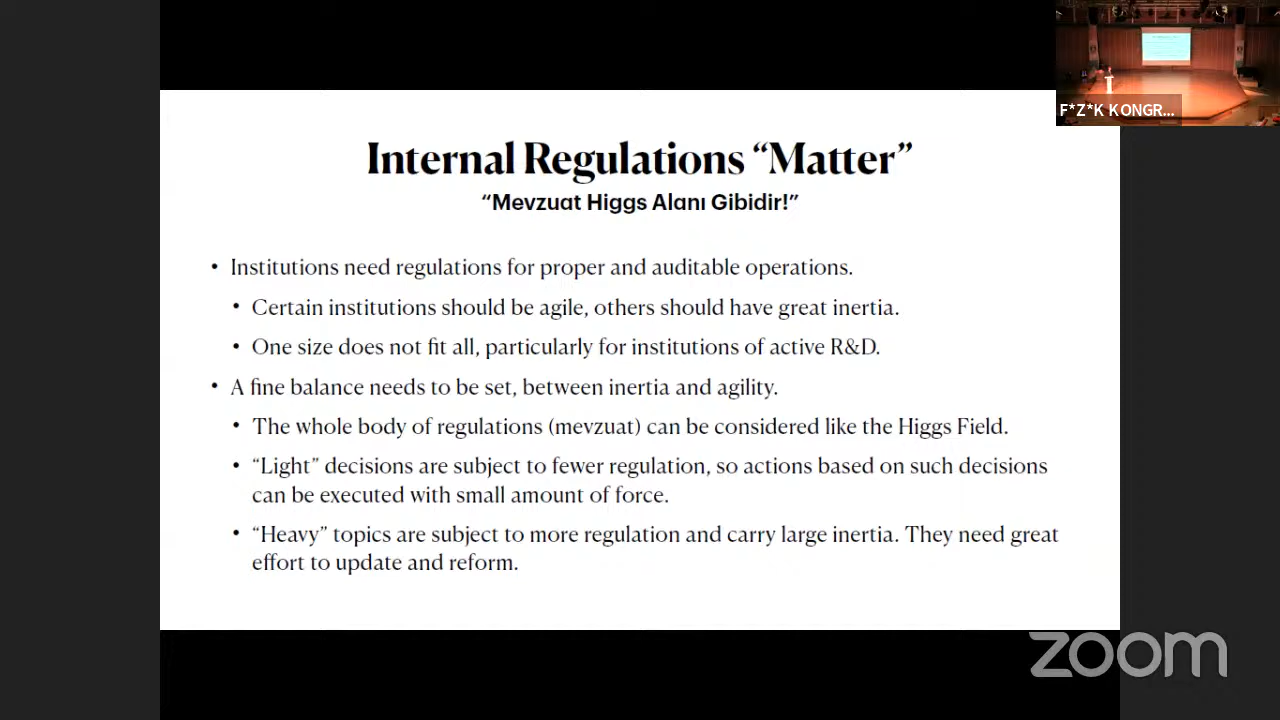 F*Z*K KONGR...
Internal Regulations “Matter”
“Mevzuat Higgs Alanı Gibidir!”
• Institutions need regulations for proper and auditable operations.
• Certain institutions should be agile, others should have great inertia.
• One size does not fit all, particularly for institutions of active R&D.
• A fine balance needs to be set, between inertia and agility.
• The whole body of regulations (mevzuat) can be considered like the Higgs Field.
• “Light” decisions are subject to fewer regulation, so actions based on such decisions
can be executed with small amount of force.
• “Heavy” topics are subject to more regulation and carry large inertia. They need great
effort to update and reform.
zoom